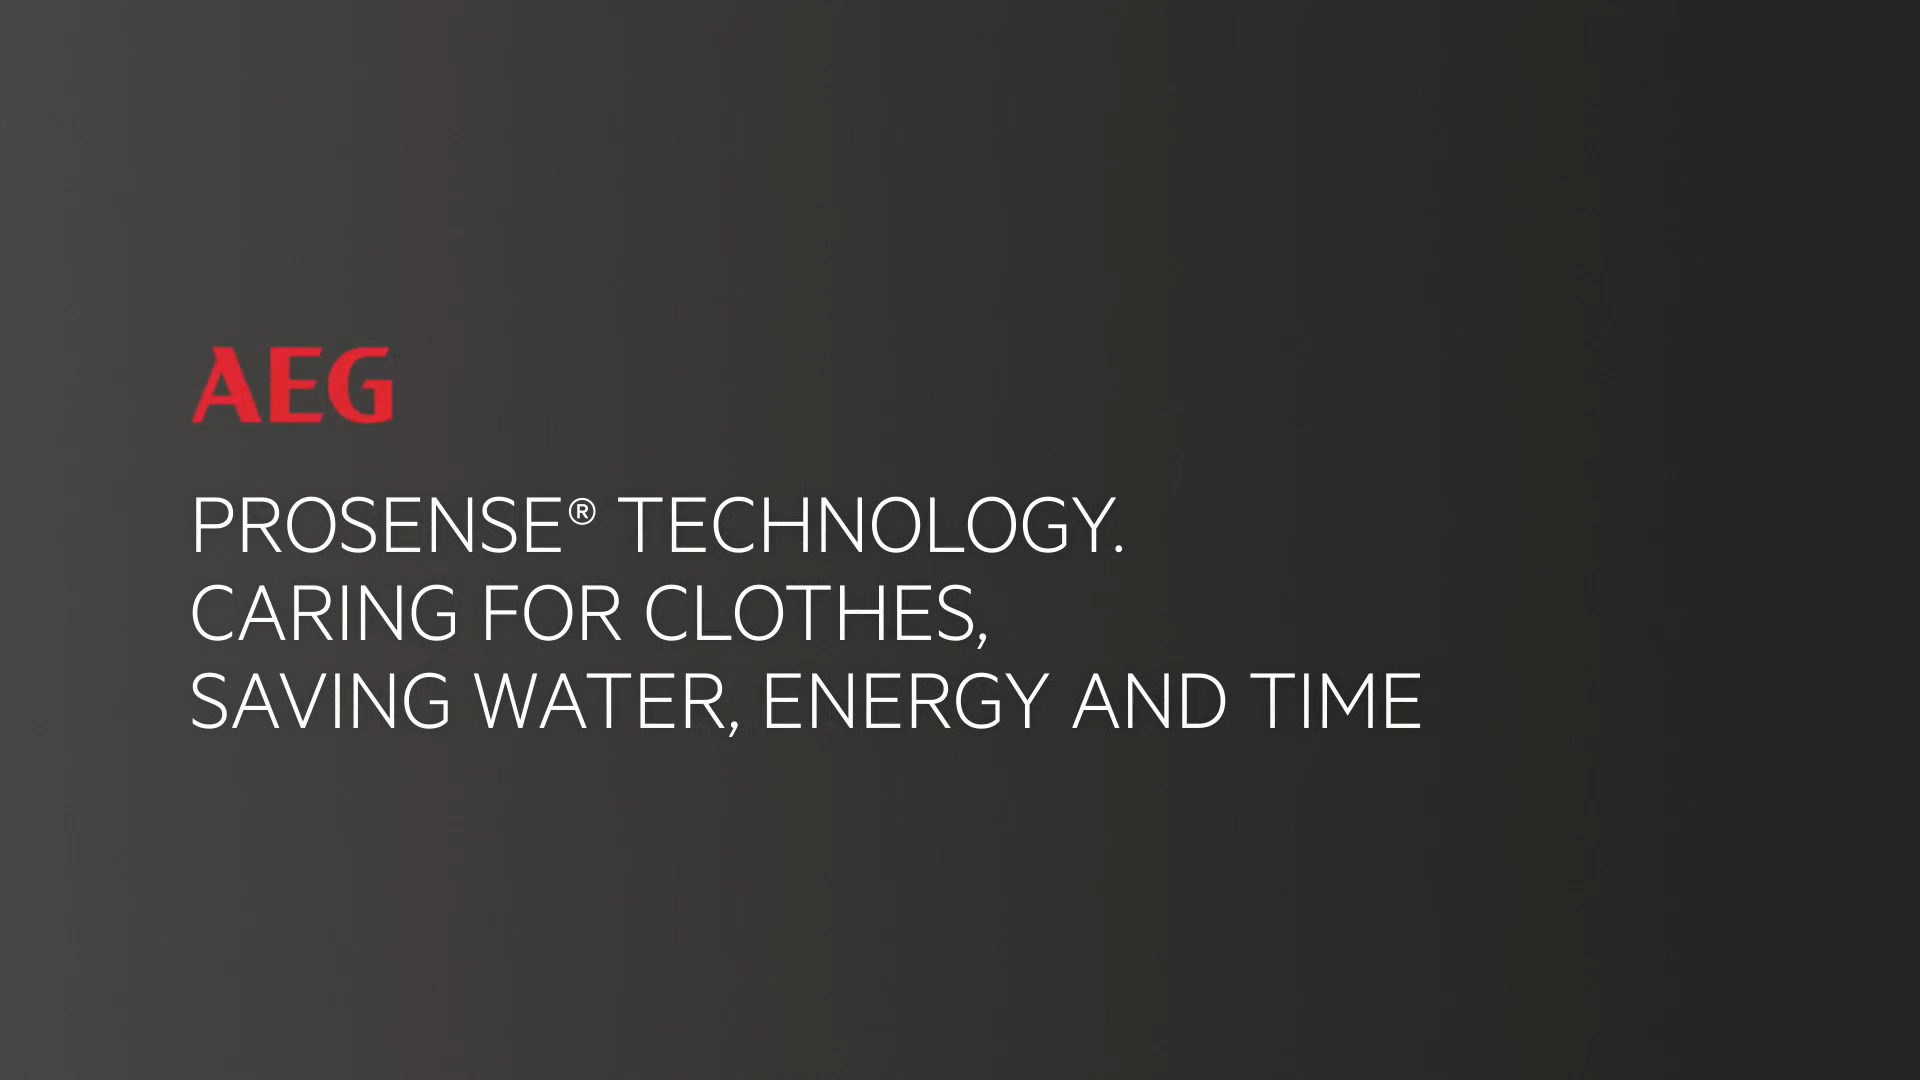 AEG
PROSENSE® TECHNOLOGY.
CARING FOR CLOTHES,
SAVING WATER, ENERGY AND TIME